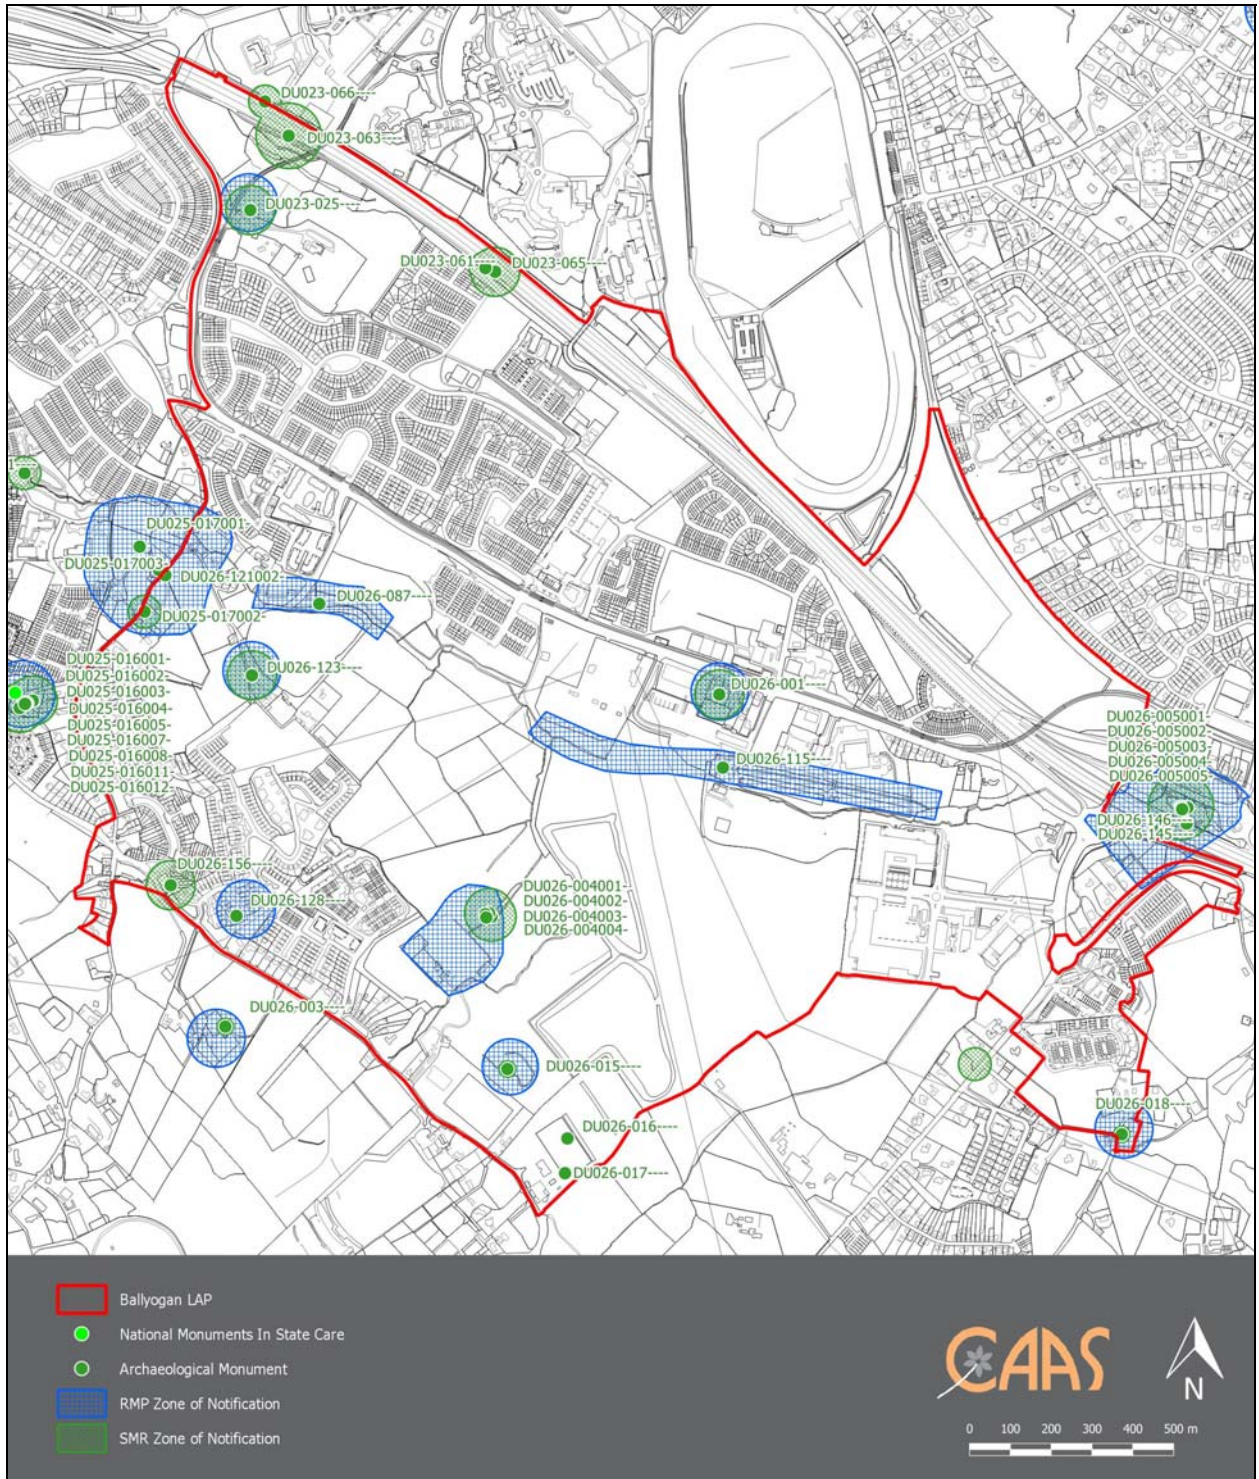 DU023-066----
DU023-063----
DU023-025----
DU023-061----
DU023-065----
1----
DU025-017001-
DU025-017003-
DU026-121002-
DU026-087----
DU025-017002-
DU025-016001-
DU025-016002-
DU025-016003-
DU025-016004-
DU025-016005-
DU025-016007-
DU025-016008-
DU025-016011-
DU025-016012-
DU026-123----
DU026-001----
DU026-115----
DU026-005001-
DU026-005002-
DU026-005003-
DU026-005004-
DU026-005005-
DU026-146----
DU026-145----
DU026-156----
DU026-128----
DU026-004001-
DU026-004002-
DU026-004003-
DU026-004004-
DU026-003----
DU026-015----
DU026-016----
DU026-017----
DU026-018----
Ballyogan LAP
National Monuments In State Care
Archaeological Monument
RMP Zone of Notification
SMR Zone of Notification
CAAS
N
0 100 200 300 400 500 m